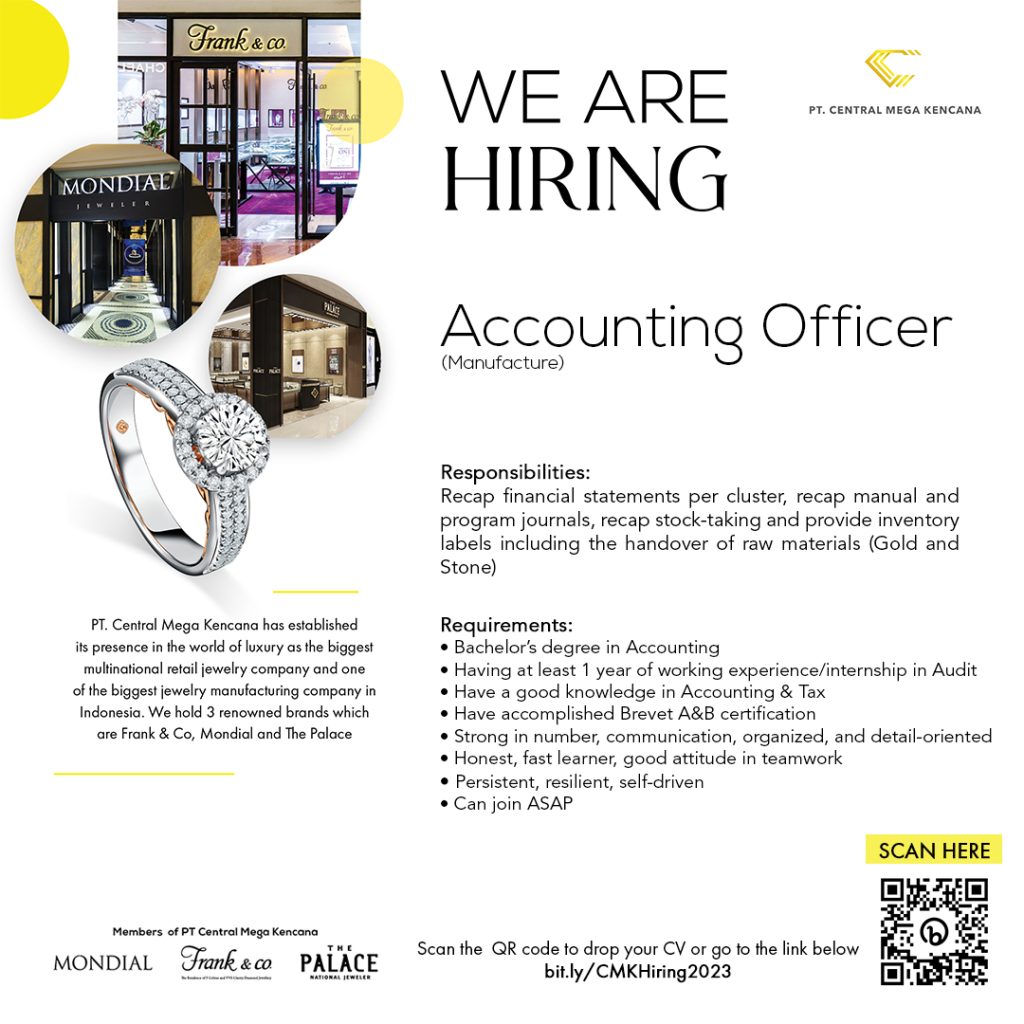 Frank & co.
MONDIAL
JEWELER
THE
PALACE
WE ARE
HIRING
PT. CENTRAL MEGA KENCANA
Accounting Officer
(Manufacture)
Responsibilities:
Recap financial statements per cluster, recap manual and
program journals, recap stock-taking and provide inventory
labels including the handover of raw materials (Gold and
Stone)
Requirements:
• Bachelor's degree in Accounting
• Having at least 1 year of working experience/internship in Audit
• Have a good knowledge in Accounting & Tax
• Have accomplished Brevet A&B certification
• Strong in number, communication, organized, and detail-oriented
• Honest, fast learner, good attitude in teamwork
• Persistent, resilient, self-driven
• Can join ASAP
PT. Central Mega Kencana has established
its presence in the world of luxury as the biggest
multinational retail jewelry company and one
of the biggest jewelry manufacturing company in
Indonesia. We hold 3 renowned brands which
are Frank & Co, Mondial and The Palace
SCAN HERE
Members of PT Central Mega Kencana
MONDIAL
Frank & co.
THE
PALACE
NATIONAL JEWELER
Scan the QR code to drop your CV or go to the link below
bit.ly/CMKHiring2023